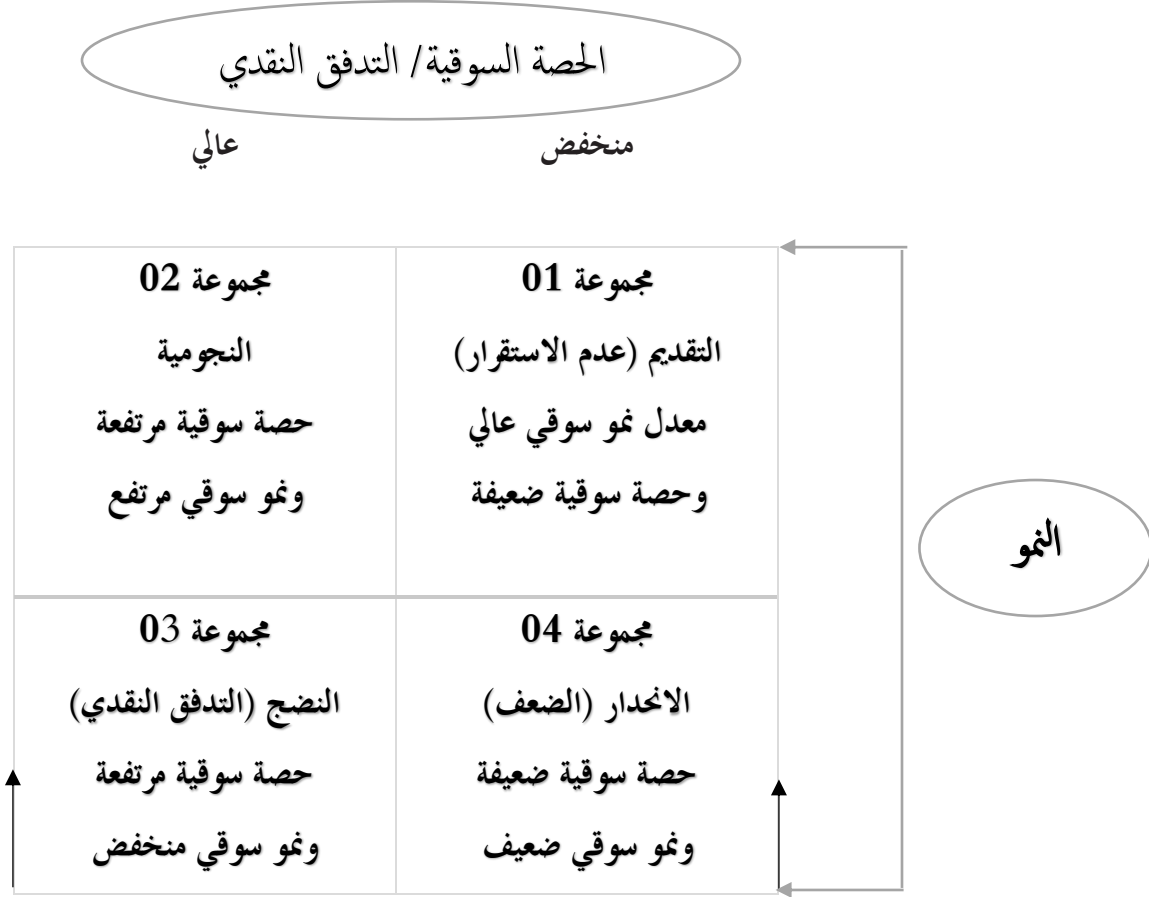 الحصة السوقية/ التدفق النقدي
منخفض
عالي
مجموعة 01
التقديم (عدم الاستقرار)
معدل نمو سوقي عالي
وحصة سوقية ضعيفة
مجموعة 02
النجومية
حصة سوقية مرتفعة
ونمو سوقي مرتفع
النمو
مجموعة 04
الانحدار (الضعف)
حصة سوقية ضعيفة
ونمو سوقي ضعيف
مجموعة 03
النضج (التدفق النقدي)
حصة سوقية مرتفعة
ونمو سوقي منخفض